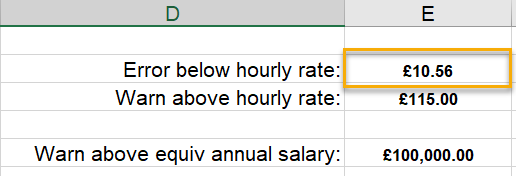 D E
Error below hourly rate: £10.56
Warn above hourly rate: £115.00
Warn above equiv annual salary: £100,000.00